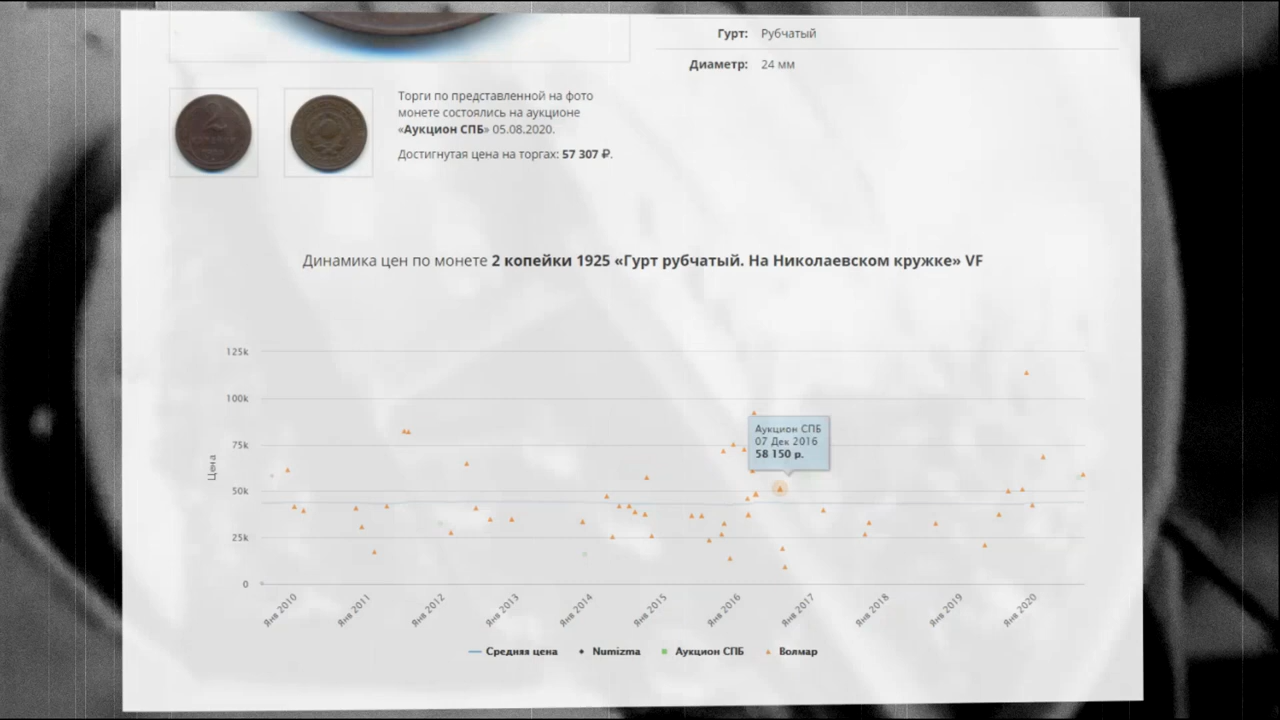 Гурт: Рубчатый
Диаметр: 24 мм
Торги по представленной на фото
монете состоялись на аукционе
«Аукцион СПБ» 05.08.2020.
Достигнутая цена на торгах: 57 307 ₽.
Динамика цен по монете 2 копейки 1925 «Гурт рубчатый. На Николаевском кружке» VF
125k
100k
75k
50k
25k
0
Цена
Аукцион СПБ
07 Дек 2016
58 150 р.
Янв 2010
Янв 2011
Янв 2012
Янв 2013
Янв 2014
Янв 2015
Янв 2016
Янв 2017
Янв 2018
Янв 2019
Янв 2020
Средняя цена
Numizma
Аукцион СПБ
Волмар